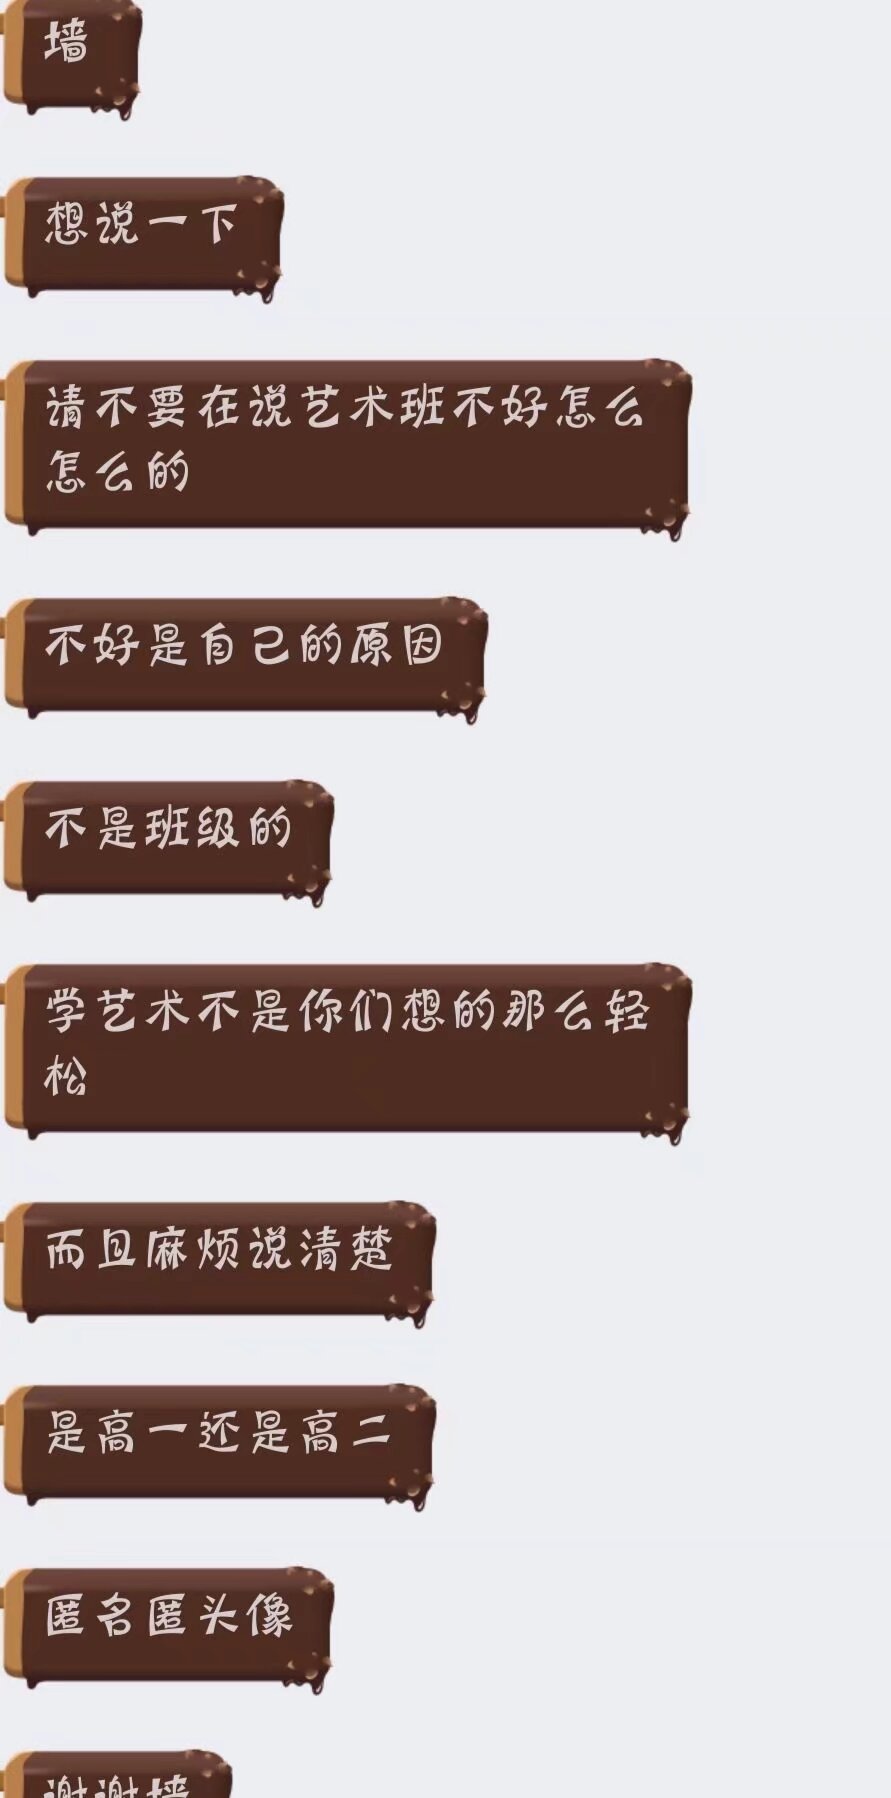 墙
想说一下
请不要在说艺术班不好怎么
怎么的
不好是自己的原因
不是班级的
学艺术不是你们想的那么轻
松
而且麻烦说清楚
是高一还是高二
匿名匿头像
谢谢墙